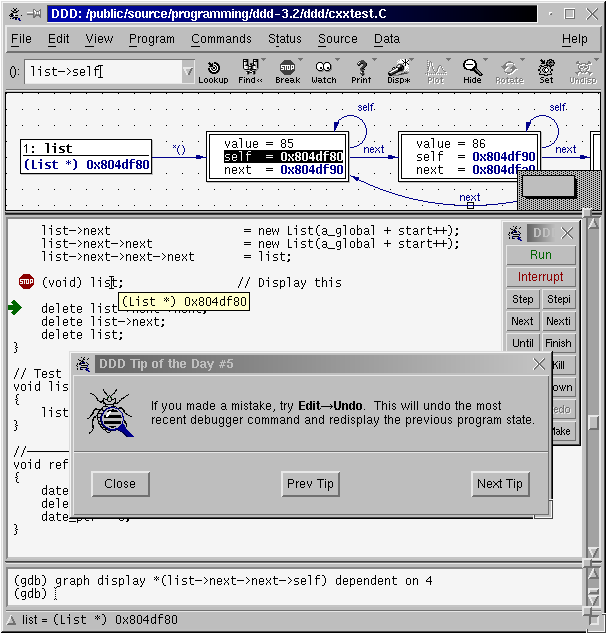 DDD: /public/source/programming/ddd-3.2/ddd/cxxtest.C
File Edit View Program Commands Status Source Data Help
(): list->self
Lookup Find<< Break Watch Print Disp* Plot Hide Rotate Set Undisp
1: list
(List *) 0x804df80
*()
value = 85
self = 0x804df80
next = 0x804df90
self
next
value = 86
self = 0x804df90
next = 0x804dfa0
self
next
next
list->next = new List(a_global + start++);
list->next->next = new List(a_global + start++);
list->next->next->next = list;
STOP (void) list; // Display this
(List *) 0x804df80
delete list
delete list->next;
delete list;
}
// Test
void lis
{
list
}
//
void ref
{
date
dele
date_ptr
}
DDD
Run
Interrupt
Step Stepi
Next Nexti
Until Finish
Kill
own
edo
Make
DDD Tip of the Day #5
If you made a mistake, try Edit→Undo. This will undo the most
recent debugger command and redisplay the previous program state.
Close Prev Tip Next Tip
(gdb) graph display *(list->next->next->self) dependent on 4
(gdb)
list = (List *) 0x804df80